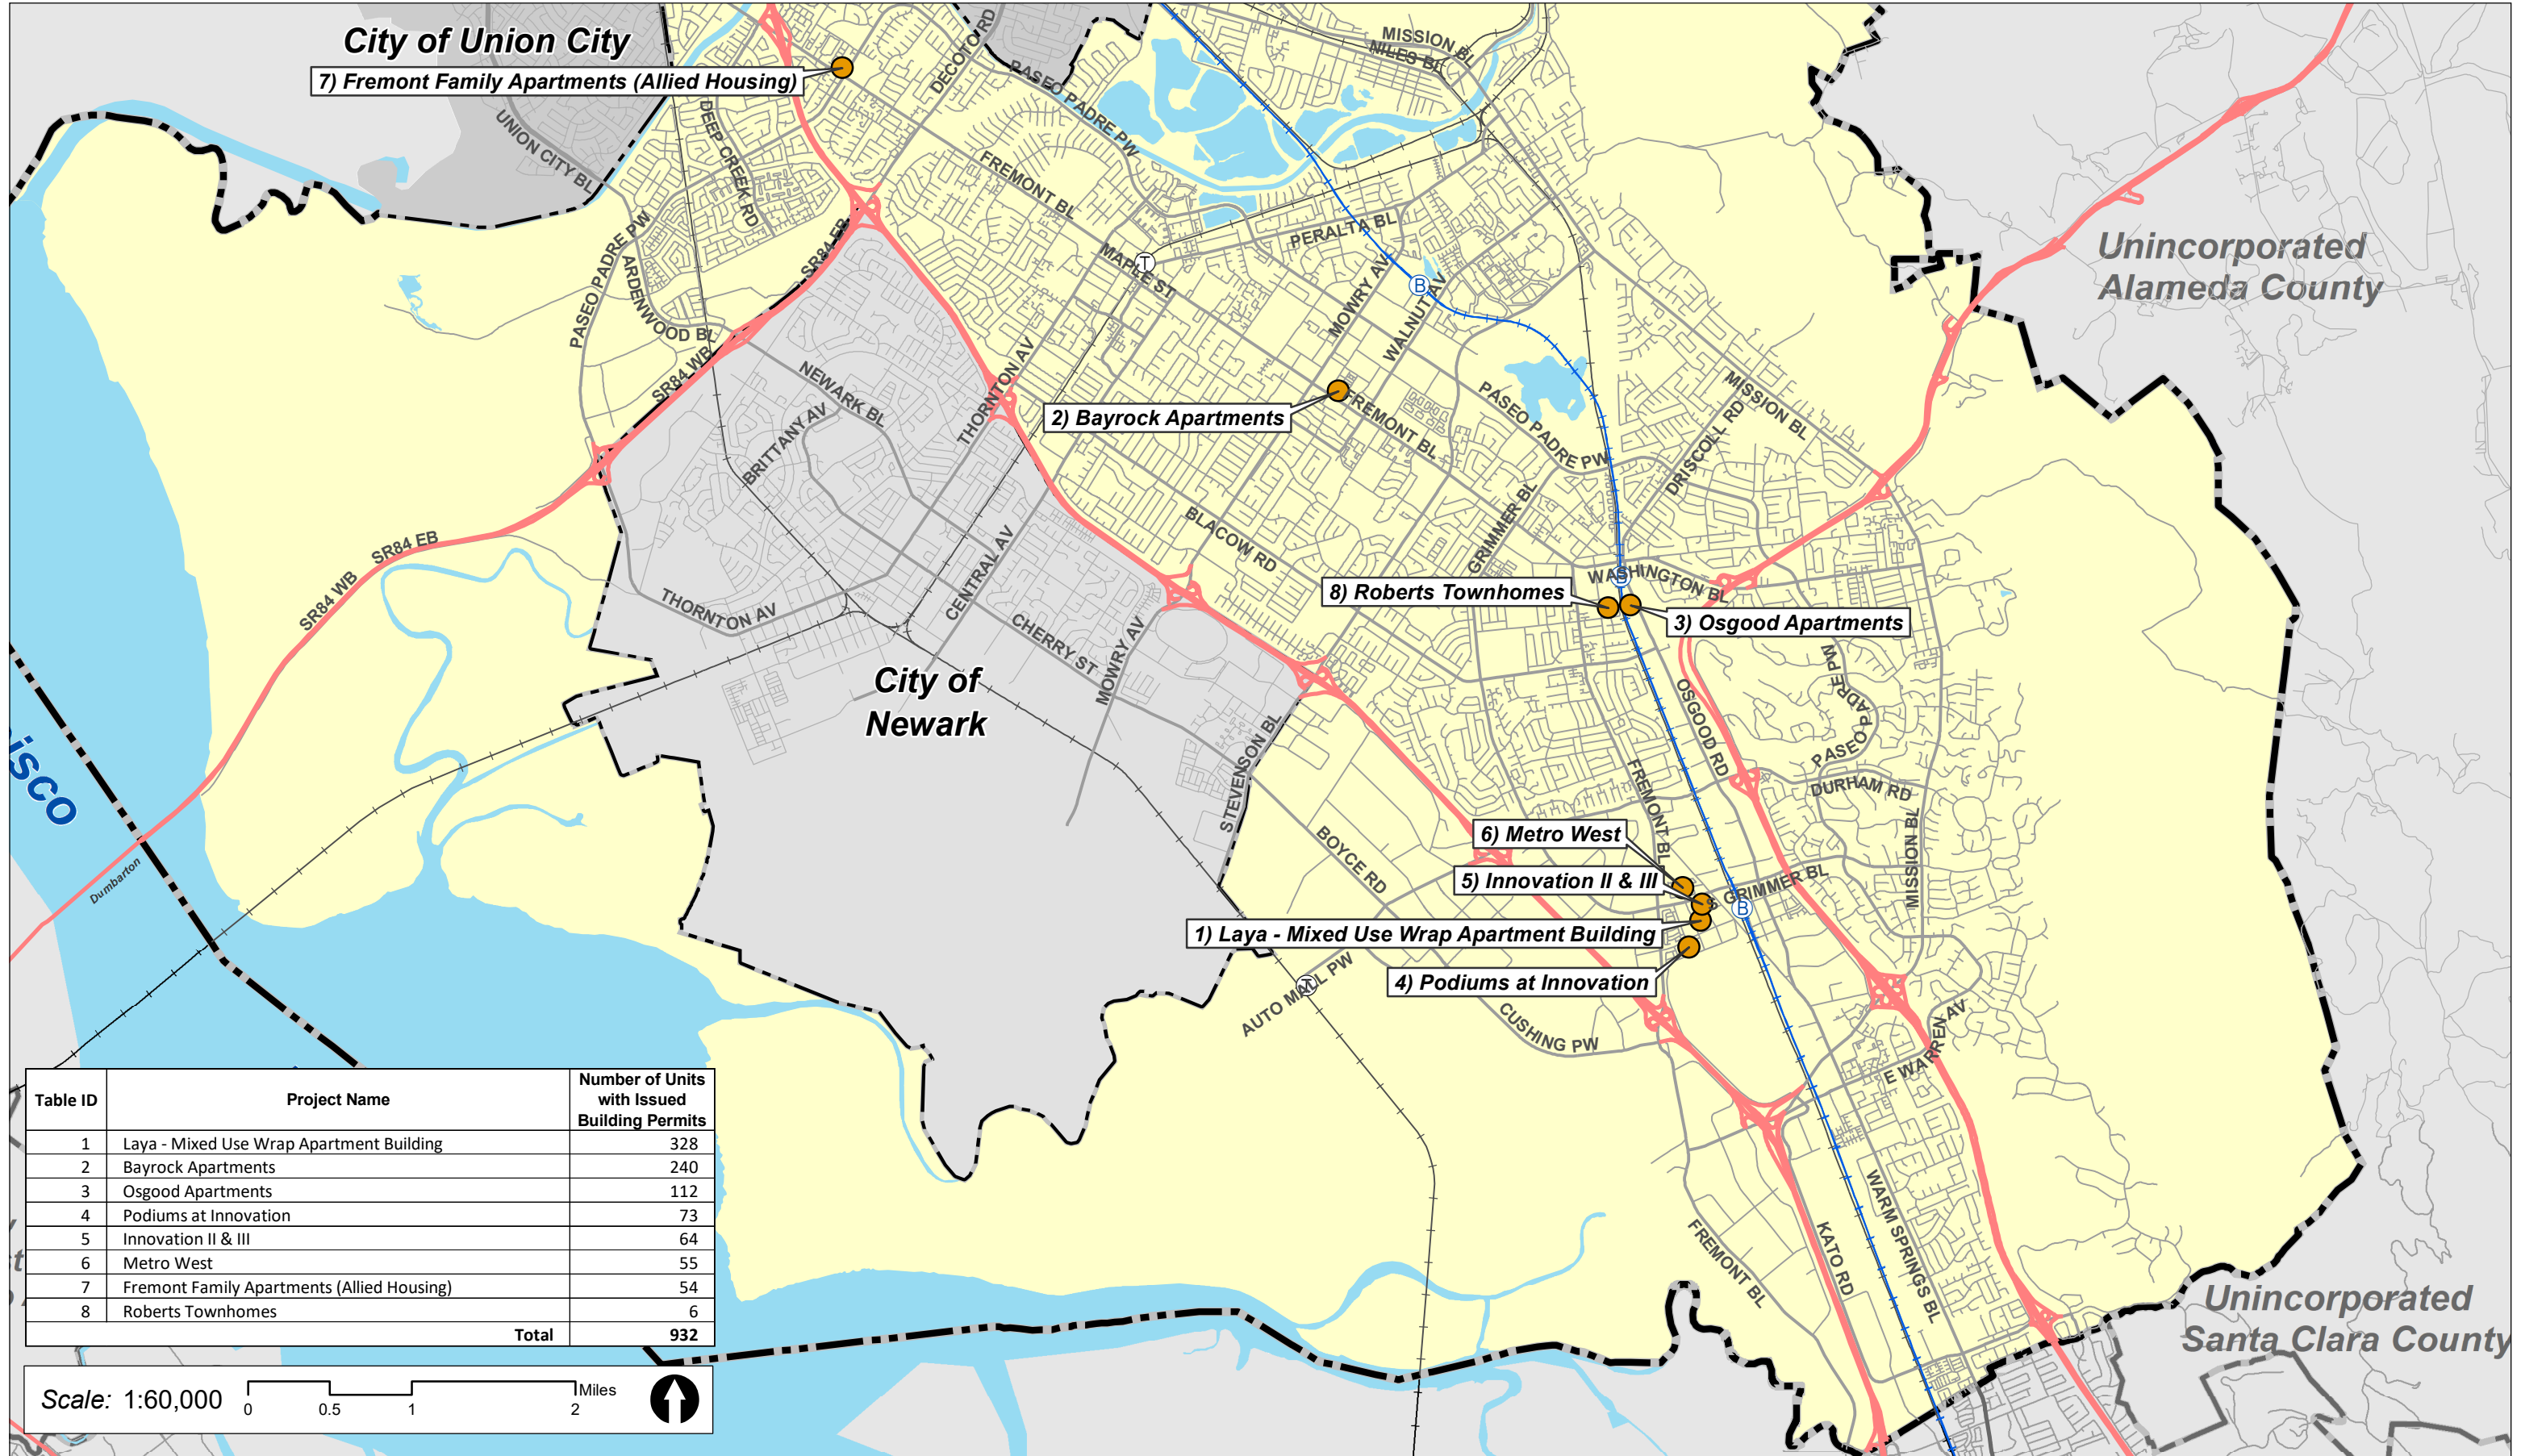 City of Union City
7) Fremont Family Apartments (Allied Housing)
DECOTO RD
MISSION BL
NILES BL
PASEO PADRE PW
UNION CITY BL
DEEP CREEK RD
FREMONT BL
PERALTA BL
T
MAPLE ST
B
MOWRY AV
WALNUT AV
PASEO PADRE PW
ARDENWOOD BL
SR84 EB
SR84 WB
Unincorporated
Alameda County
NEWARK BL
BRITTANY AV
THORNTON AV
2) Bayrock Apartments
FREMONT BL
PASEO PADRE PW
MISSION BL
DRISCOLL RD
GRIMMER BL
BLACOW RD
SR84 EB
SR84 WB
THORNTON AV
CENTRAL AV
CHERRY ST
MOWRY AV
City of
Newark
STEVENSON BL
B
WASHINGTON BL
8) Roberts Townhomes
3) Osgood Apartments
OSGOOD RD
PASEO PADRE PW
DURHAM RD
MISSION BL
FREMONT BL
isco
Dumbarton
BOYCE RD
6) Metro West
5) Innovation II & III
S GRIMMER BL
B
1) Laya - Mixed Use Wrap Apartment Building
4) Podiums at Innovation
AUTO MALL PW
T
CUSHING PW
E WARREN AV
WARM SPRINGS BL
KATO RD
FREMONT BL
Unincorporated
Santa Clara County
Table ID Project Name Number of Units
with Issued
Building Permits
1 Laya - Mixed Use Wrap Apartment Building 328
2 Bayrock Apartments 240
3 Osgood Apartments 112
4 Podiums at Innovation 73
5 Innovation II & III 64
6 Metro West 55
7 Fremont Family Apartments (Allied Housing) 54
8 Roberts Townhomes 6
Total 932
Scale: 1:60,000
0 0.5 1 2 Miles